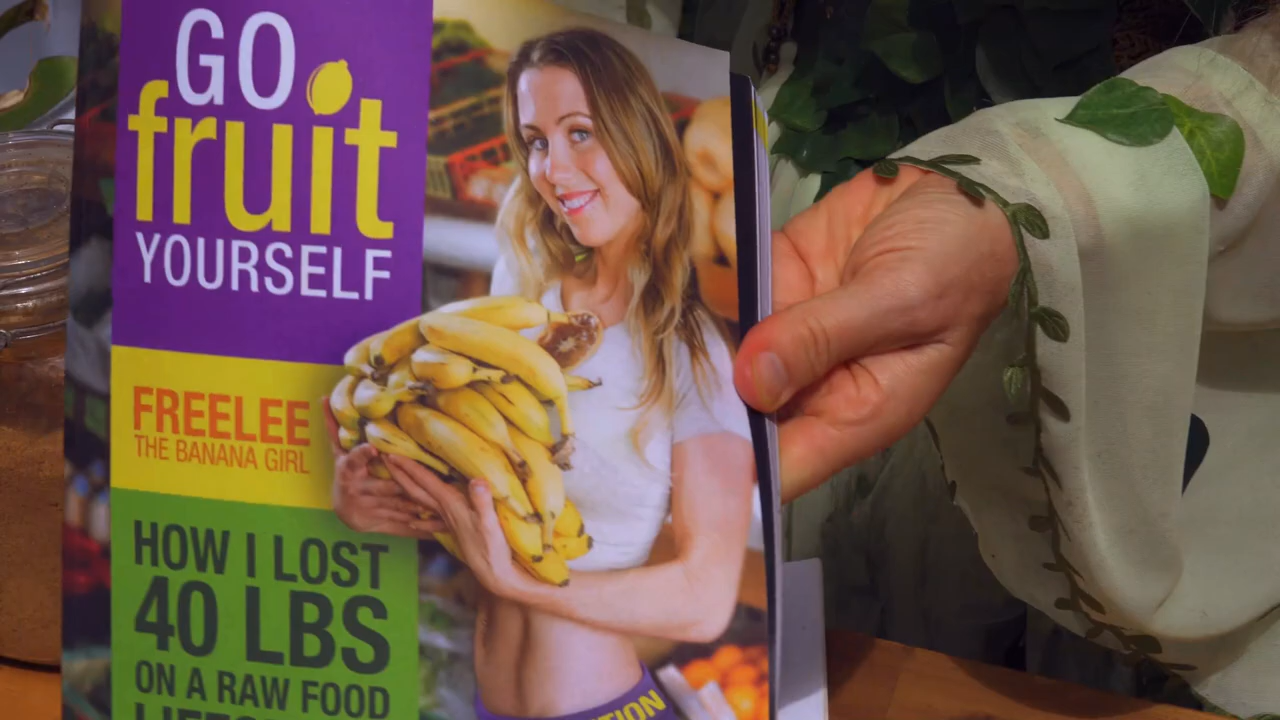 GO
fruit
YOURSELF
FREELEE
THE BANANA GIRL
HOW I LOST
40 LBS
ON A RAW FOOD